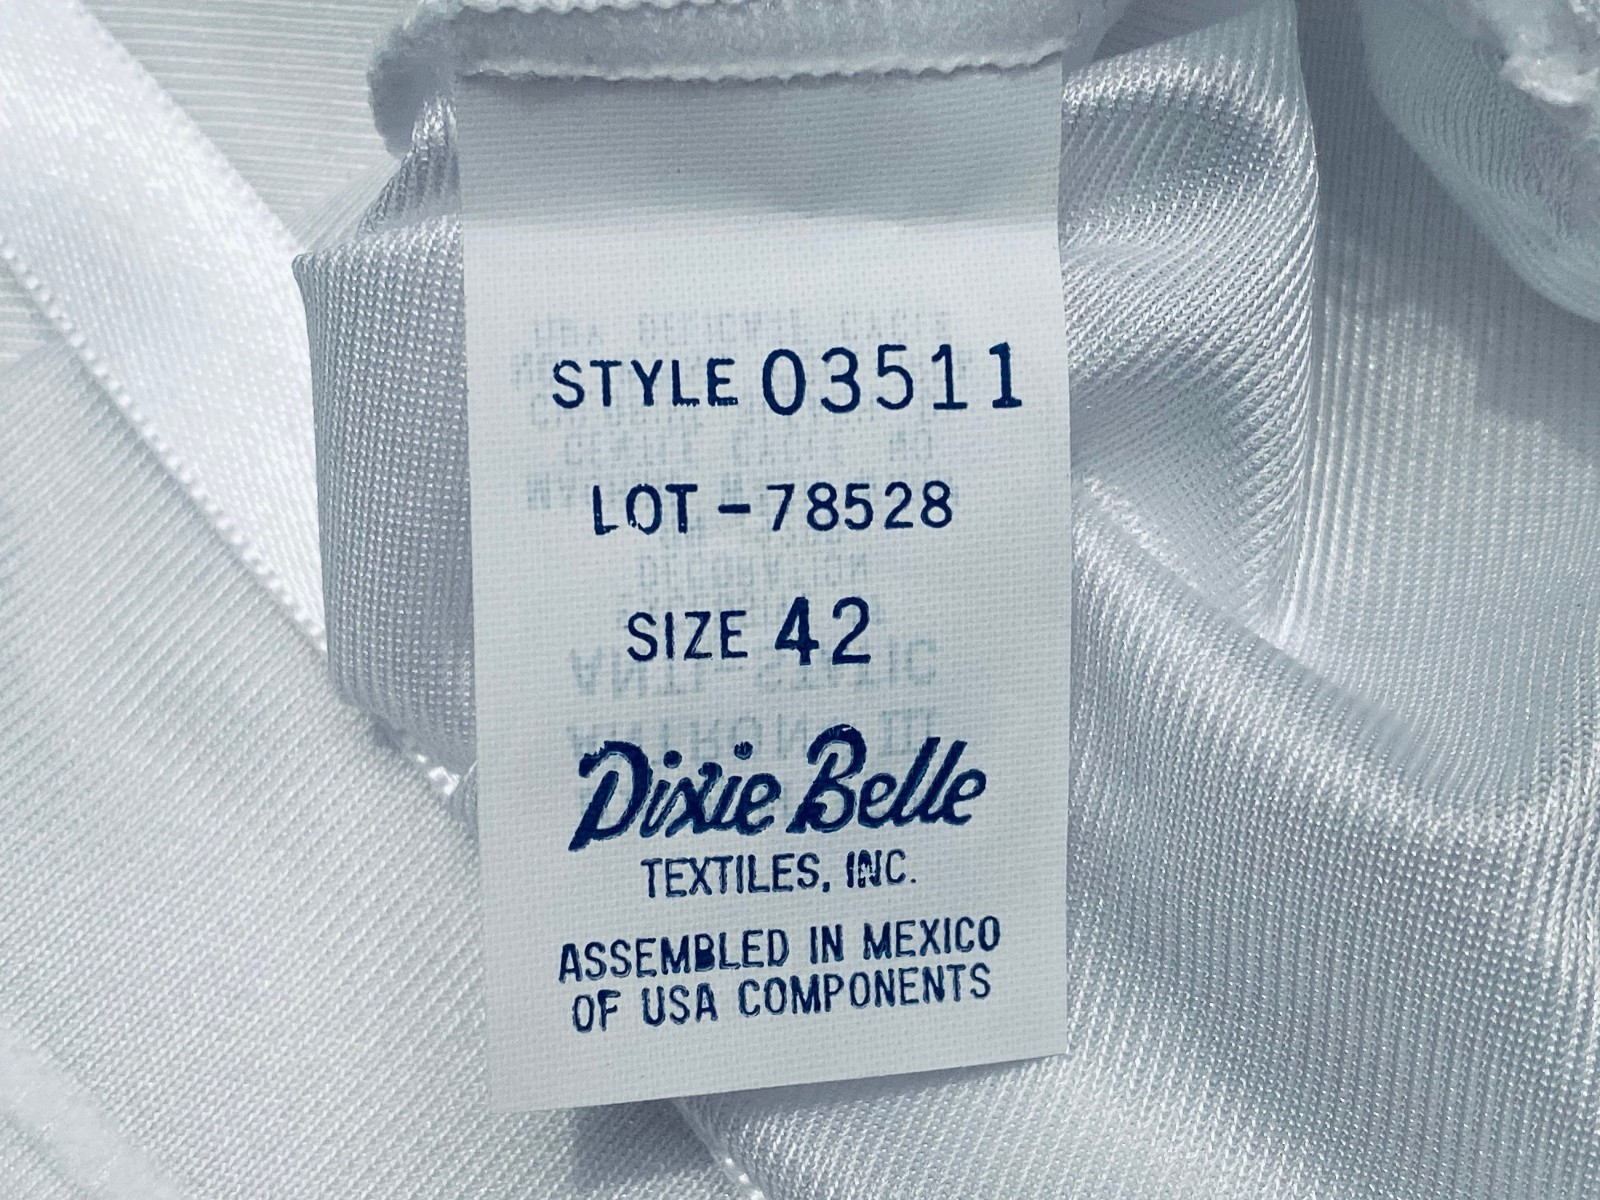 STYLE 03511
LOT - 78528
SIZE 42
Dixie Belle
TEXTILES, INC.
ASSEMBLED IN MEXICO
OF USA COMPONENTS